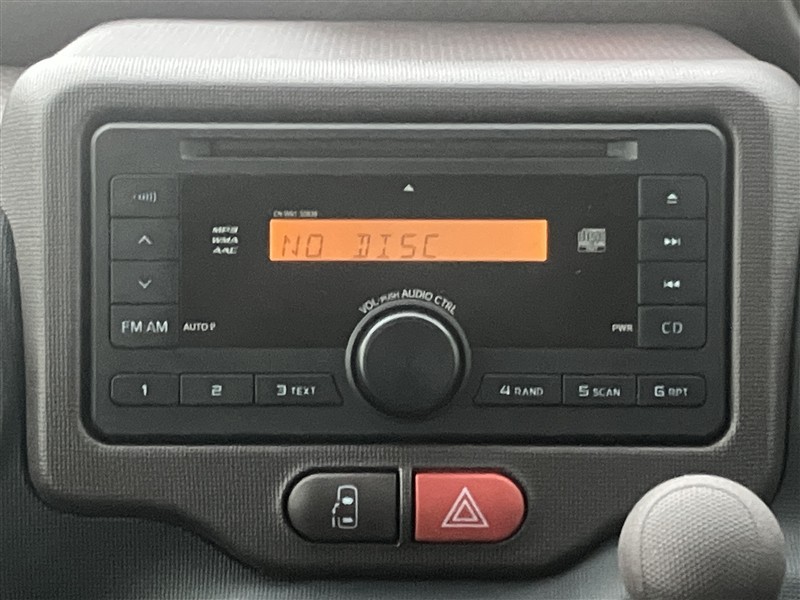 MP3
WMA
AAC
NO DISC
VOL·PUSH AUDIO CTRL
FM AM
AUTO P
PWR
CD
1
2
3 TEXT
4 RAND
5 SCAN
6 RPT